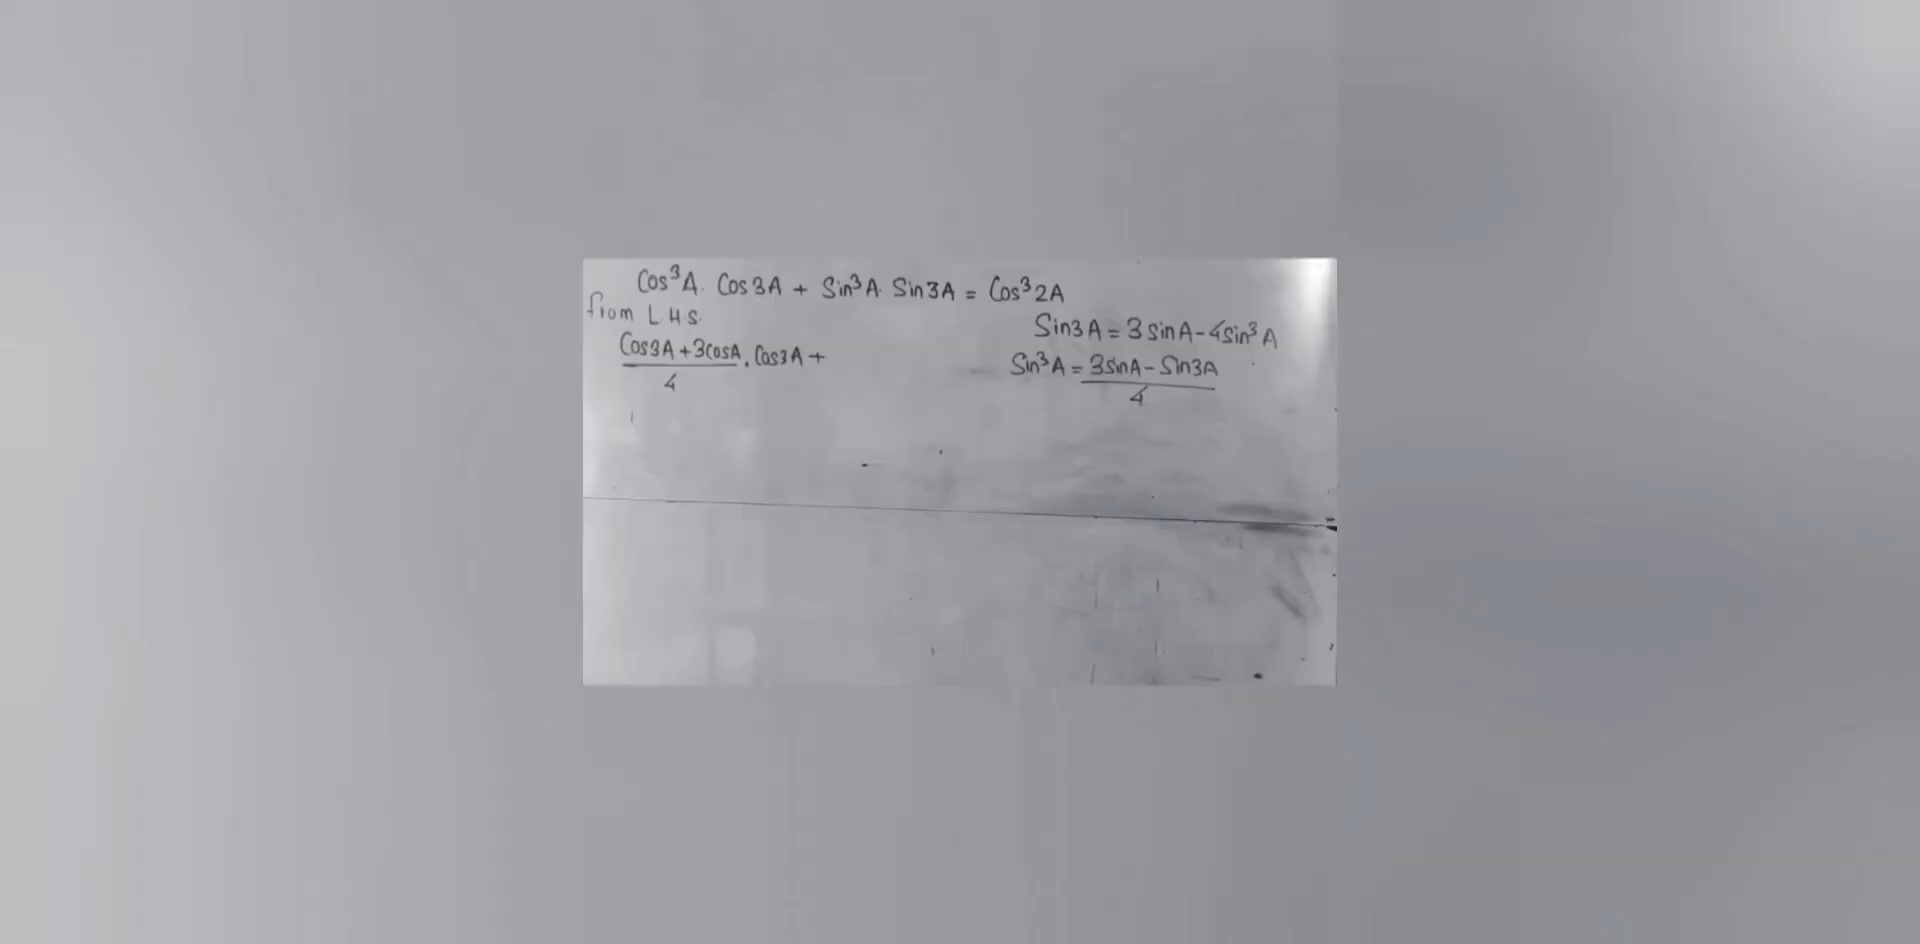 Cos³A. Cos3A + Sin³A. Sin3A = Cos³2A
from L.H.S.
Sin3A = 3sinA - 4sin³A
(Cos3A + 3cosA)/4 . Cos3A +
Sin³A = (3sinA - Sin3A)/4